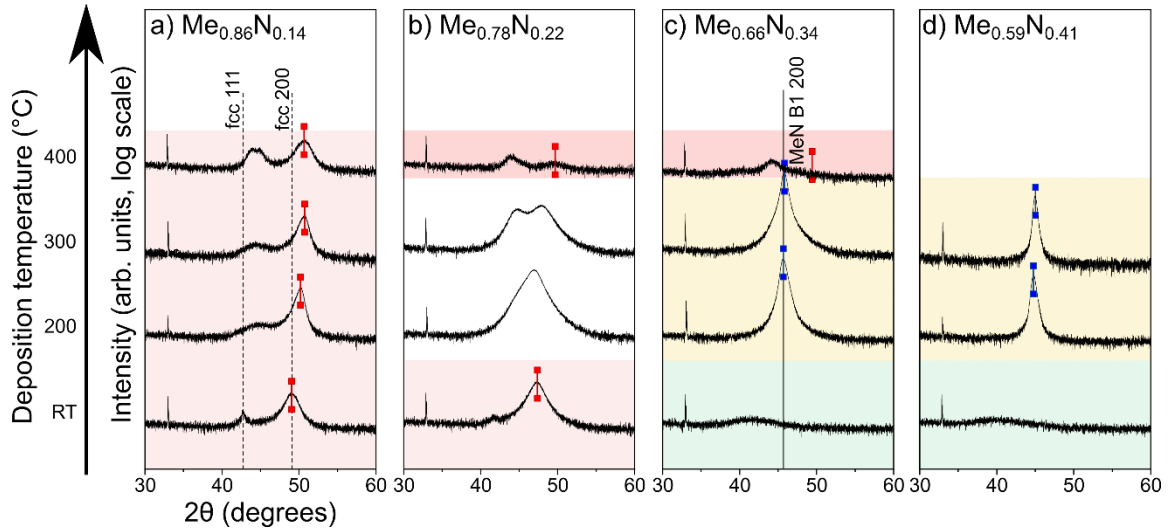 a) Me₀.₈₆N₀.₁₄
b) Me₀.₇₈N₀.₂₂
c) Me₀.₆₆N₀.₃₄
d) Me₀.₅₉N₀.₄₁
Deposition temperature (°C)
400
300
200
RT
Intensity (arb. units, log scale)
fcc 111
fcc 200
MeN B1 200
30 40 50 60
30 40 50 60
30 40 50 60
30 40 50 60
2θ (degrees)